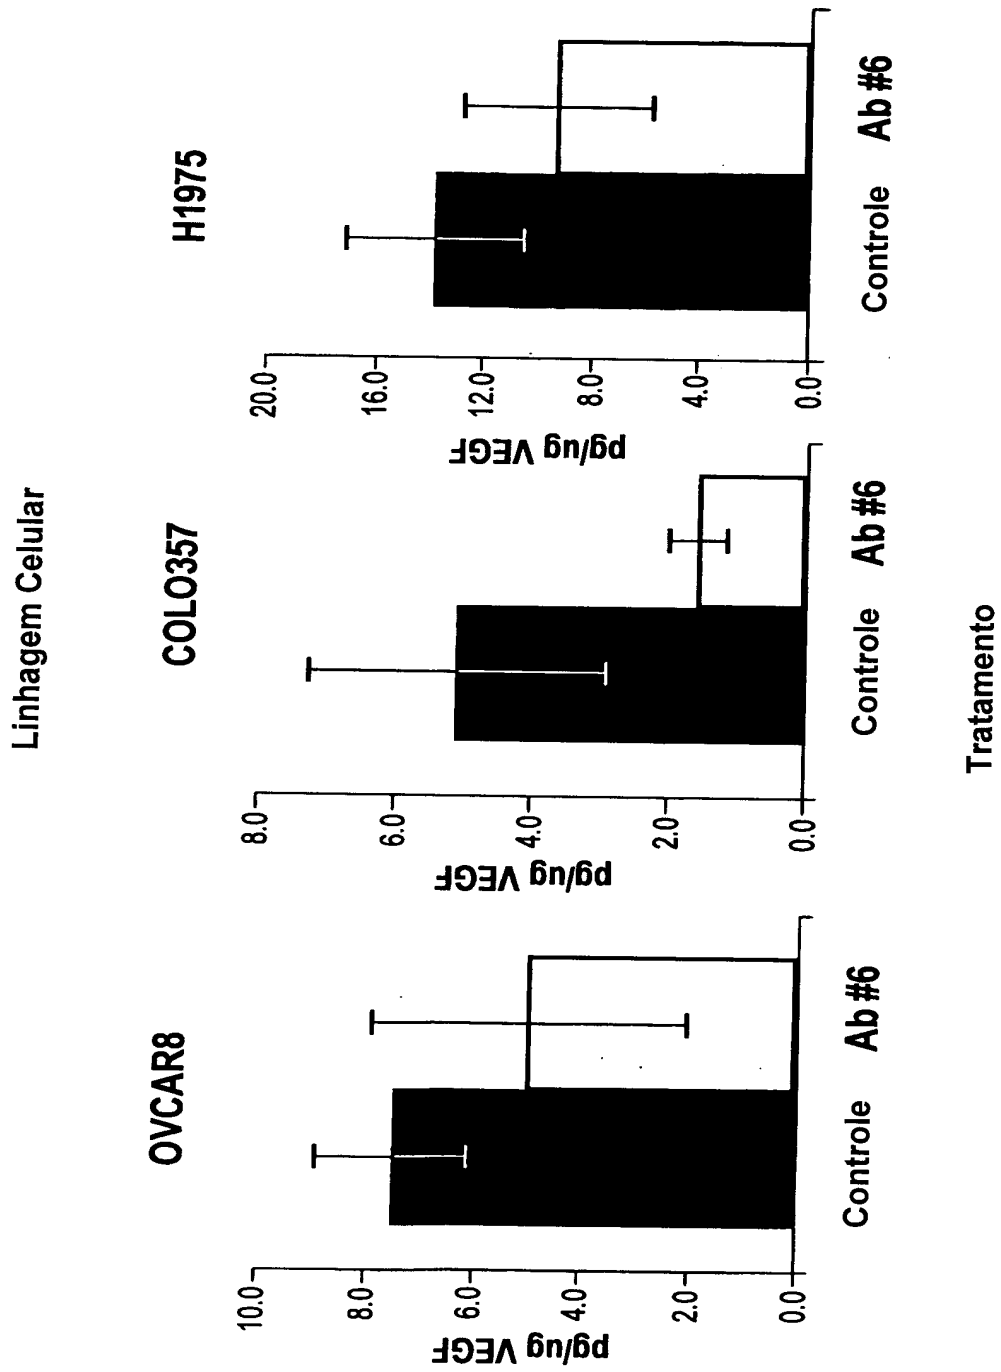 Linhagem Celular
OVCAR8
COLO357
H1975
pg/ug VEGF
10.0
8.0
6.0
4.0
2.0
0.0
Controle
Ab #6
pg/ug VEGF
8.0
6.0
4.0
2.0
0.0
Controle
Ab #6
pg/ug VEGF
20.0
16.0
12.0
8.0
4.0
0.0
Controle
Ab #6
Tratamento